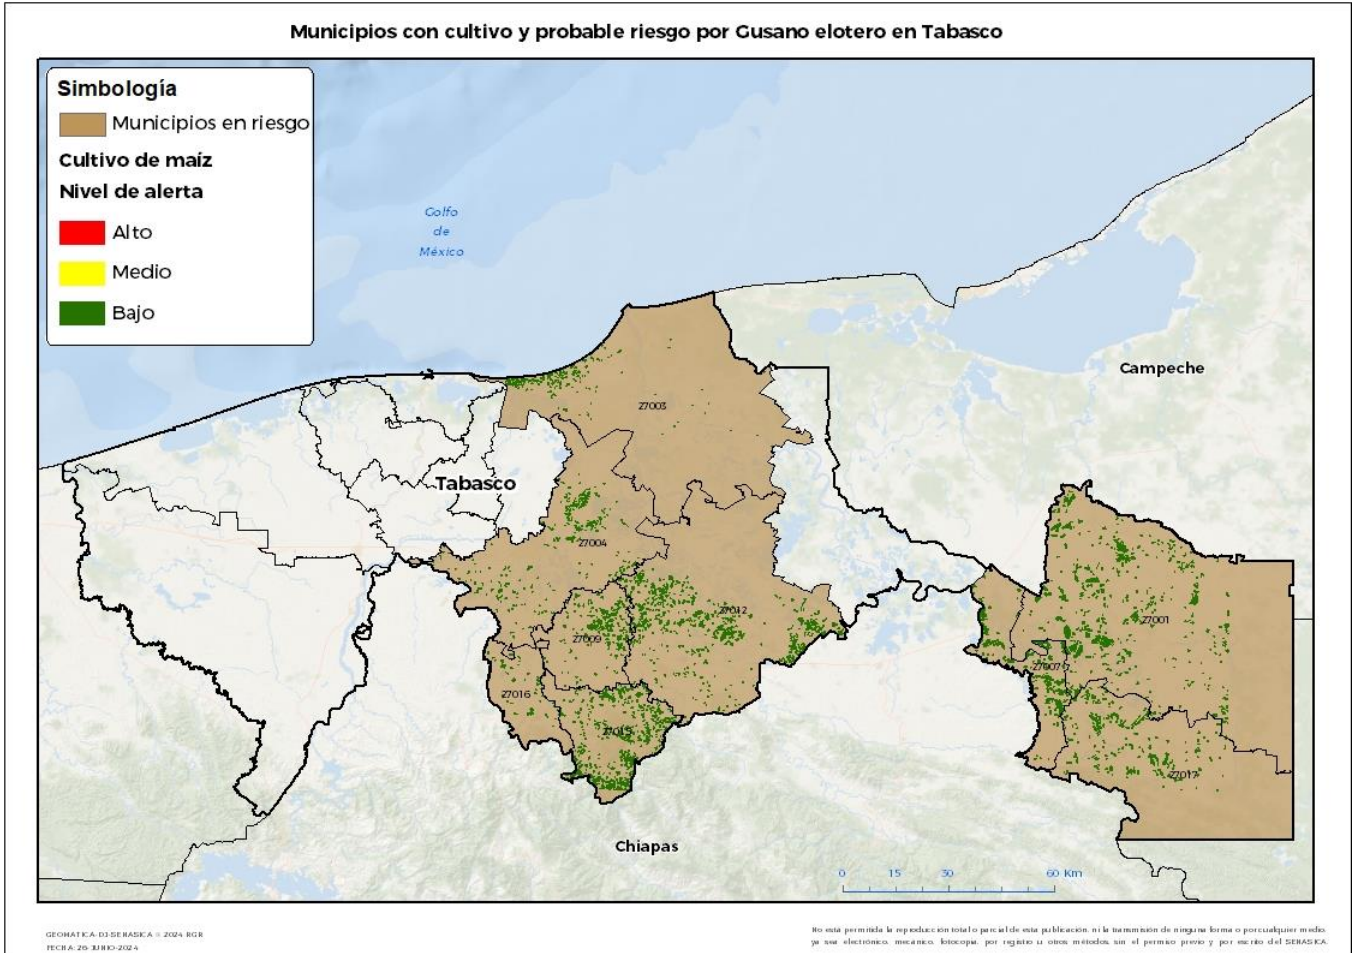 Municipios con cultivo y probable riesgo por Gusano elotero en Tabasco
Simbología
Municipios en riesgo
Cultivo de maíz
Nivel de alerta
Alto
Medio
Bajo
Golfo
de
México
Campeche
27003
Tabasco
27004
27012
27001
27009
27007
27016
27015
27017
Chiapas
0 15 30 60 Km
GEOMATICA-DJ-SENASICA © 2024 RGR
FECHA: 26-JUNIO-2024
No está permitida la reproducción total o parcial de esta publicación, ni la transmisión de ninguna forma o por cualquier medio,
ya sea electrónico, mecánico, fotocopia, por registro u otros métodos, sin el permiso previo y por escrito del SENASICA.